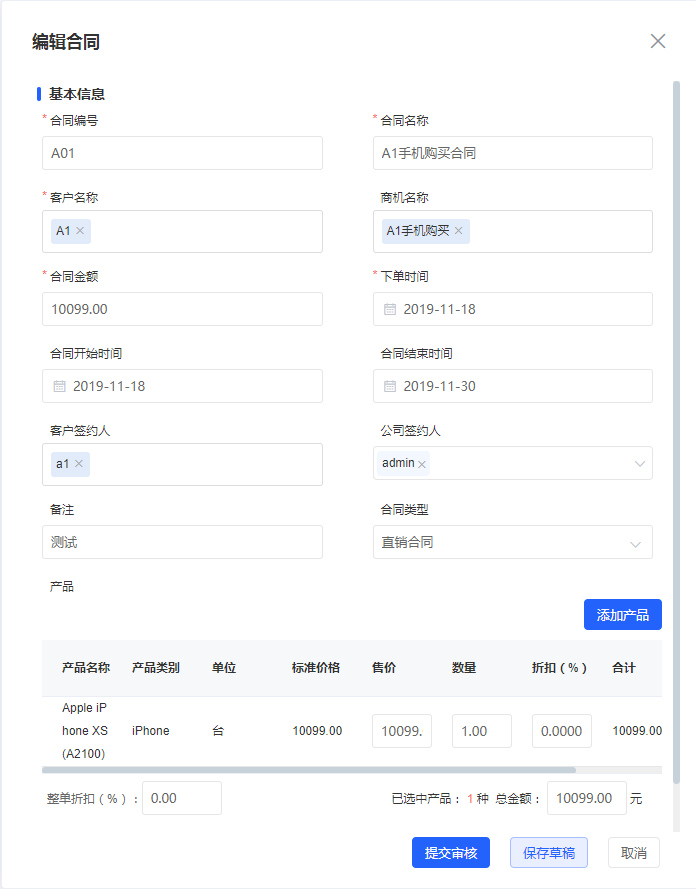 编辑合同
基本信息
* 合同编号 * 合同名称
A01 A1手机购买合同
* 客户名称 商机名称
A1 × A1手机购买 ×
* 合同金额 * 下单时间
10099.00 2019-11-18
合同开始时间 合同结束时间
2019-11-18 2019-11-30
客户签约人 公司签约人
a1 × admin ×
备注 合同类型
测试 直销合同
产品
添加产品
产品名称 产品类别 单位 标准价格 售价 数量 折扣（%） 合计
Apple iP
hone XS iPhone 台 10099.00 10099. 1.00 0.0000 10099.00
(A2100)
整单折扣（%）： 0.00 已选中产品：1 种 总金额： 10099.00 元
提交审核 保存草稿 取消